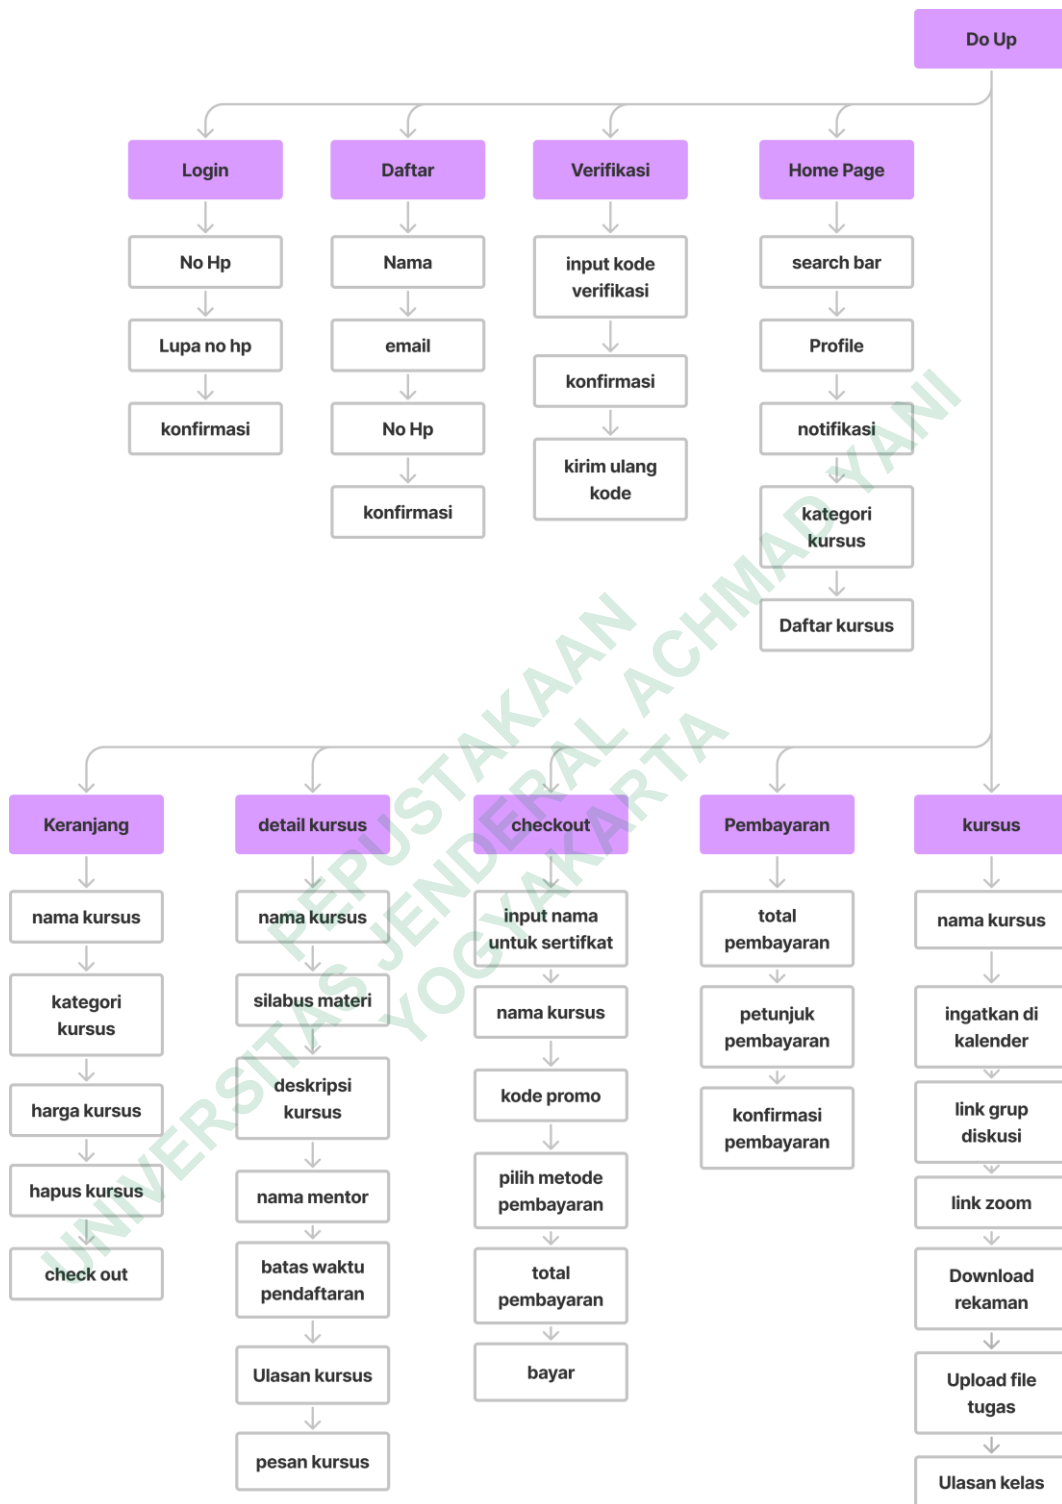 Do Up
Login
Daftar
Verifikasi
Home Page
No Hp
Lupa no hp
konfirmasi
Nama
email
No Hp
konfirmasi
input kode
verifikasi
konfirmasi
kirim ulang
kode
search bar
Profile
notifikasi
kategori
kursus
Daftar kursus
Keranjang
detail kursus
checkout
Pembayaran
kursus
nama kursus
kategori
kursus
harga kursus
hapus kursus
check out
nama kursus
silabus materi
deskripsi
kursus
nama mentor
batas waktu
pendaftaran
Ulasan kursus
pesan kursus
input nama
untuk sertifkat
nama kursus
kode promo
pilih metode
pembayaran
total
pembayaran
bayar
total
pembayaran
petunjuk
pembayaran
konfirmasi
pembayaran
nama kursus
ingatkan di
kalender
link grup
diskusi
link zoom
Download
rekaman
Upload file
tugas
Ulasan kelas
PEPUSTAKAAN
UNIVERSITAS JENDERAL ACHMAD YANI
YOGYAKARTA